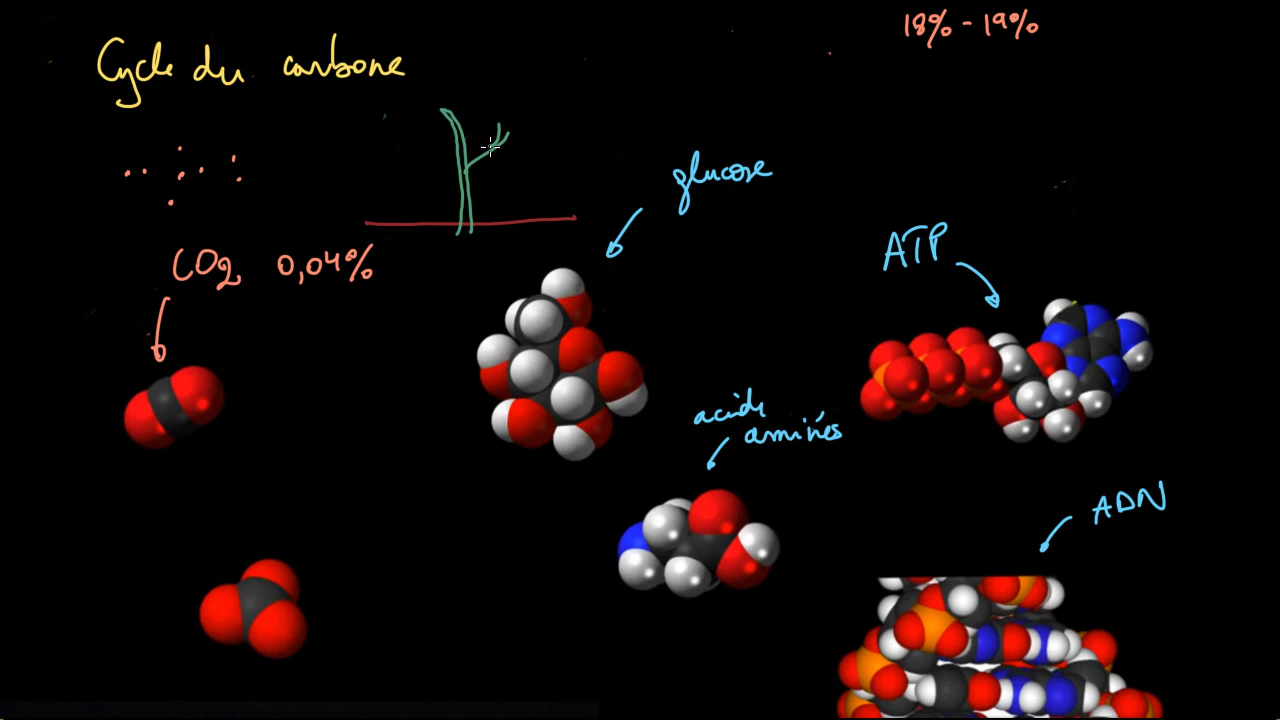 18% - 19%
Cycle du carbone
glucose
ATP
CO2 0,04%
acide
aminés
ADN